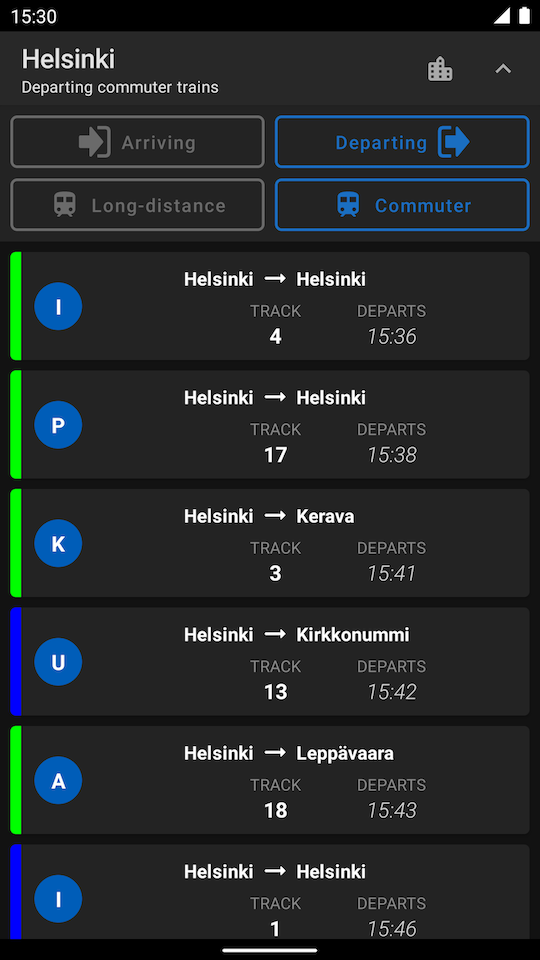 15:30
Helsinki
Departing commuter trains
Arriving
Departing
Long-distance
Commuter
Helsinki → Helsinki
I
TRACK DEPARTS
4 15:36
Helsinki → Helsinki
P
TRACK DEPARTS
17 15:38
Helsinki → Kerava
K
TRACK DEPARTS
3 15:41
Helsinki → Kirkkonummi
U
TRACK DEPARTS
13 15:42
Helsinki → Leppävaara
A
TRACK DEPARTS
18 15:43
Helsinki → Helsinki
I
TRACK DEPARTS
1 15:46